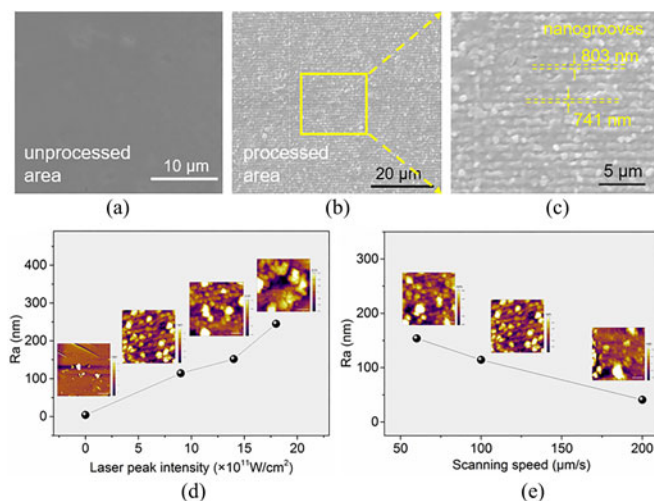 unprocessed
area
10 µm
(a)
processed
area
20 µm
(b)
nanogrooves
803 nm
741 nm
5 µm
(c)
Ra (nm)
400
300
200
100
0
0
5
10
15
20
Laser peak intensity (×10¹¹W/cm²)
(d)
Ra (nm)
300
200
100
0
50
100
150
200
Scanning speed (µm/s)
(e)